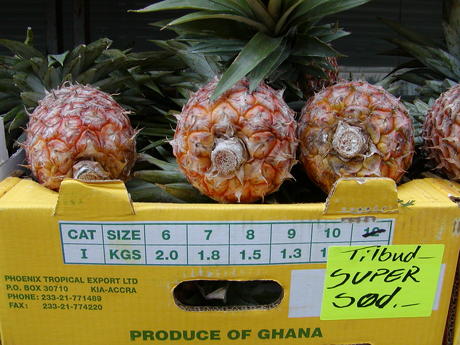 CAT SIZE 6 7 8 9 10 12
I KGS 2.0 1.8 1.5 1.3 1
Tilbud
SUPER
SØD.
PHOENIX TROPICAL EXPORT LTD
P.O. BOX 30710 KIA-ACCRA
PHONE: 233-21-771489
FAX: 233-21-774220
PRODUCE OF GHANA